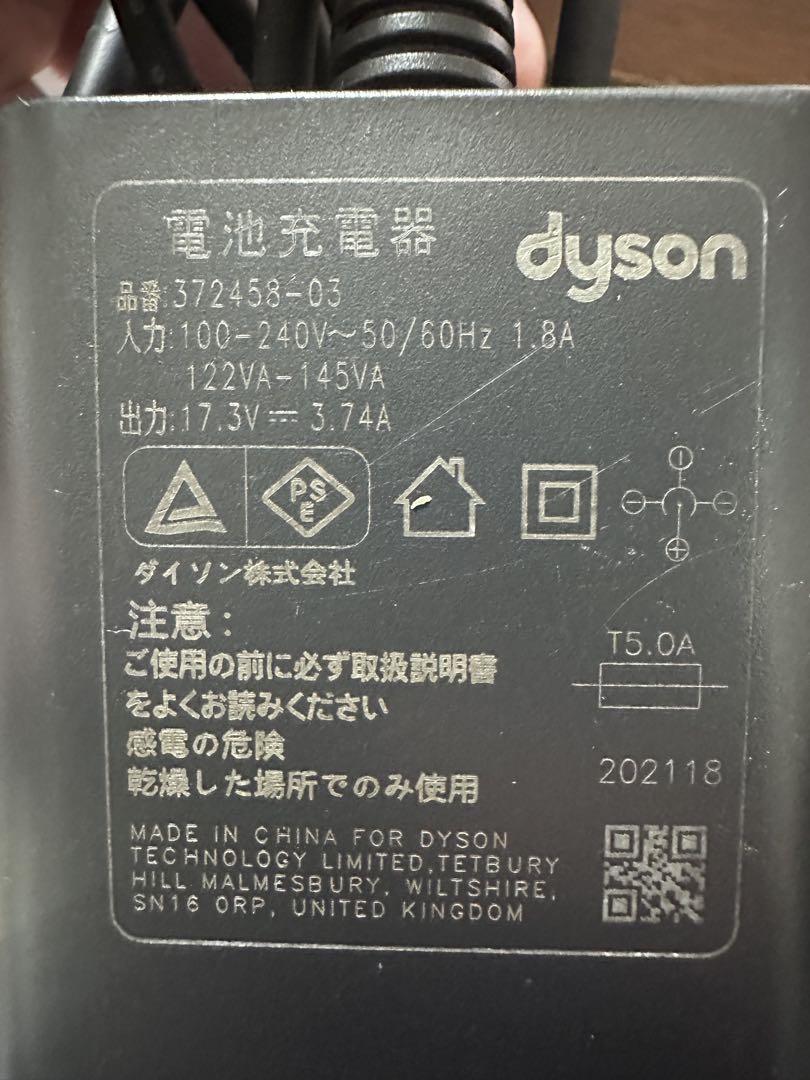 電池充電器
dyson
品番:372458-03
入力:100-240V～50/60Hz 1.8A
122VA-145VA
出力:17.3V⎓ 3.74A
PSE
ダイソン株式会社
注意:
ご使用の前に必ず取扱説明書
をよくお読みください
感電の危険
乾燥した場所でのみ使用
T5.0A
202118
MADE IN CHINA FOR DYSON
TECHNOLOGY LIMITED,TETBURY
HILL MALMESBURY, WILTSHIRE,
SN16 0RP, UNITED KINGDOM